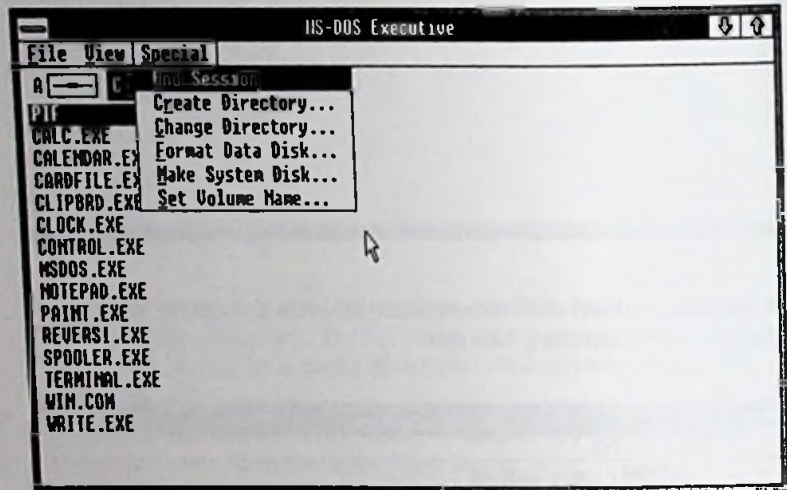 MS-DOS Executive
File View Special
A C
End Session
Create Directory...
Change Directory...
Format Data Disk...
Make System Disk...
Set Volume Name...
PIF
CALC.EXE
CALENDAR.EX
CARDFILE.E
CLIPBRD.EXE
CLOCK.EXE
CONTROL.EXE
MSDOS.EXE
NOTEPAD.EXE
PAINT.EXE
REVERSI.EXE
SPOOLER.EXE
TERMINAL.EXE
WIN.COM
WRITE.EXE